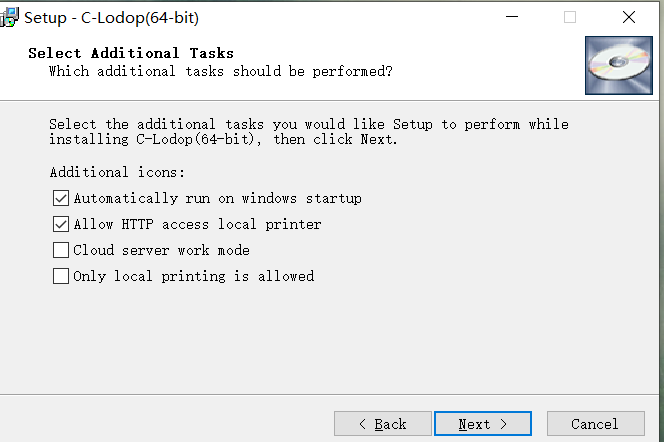 Setup - C-Lodop(64-bit)
Select Additional Tasks
Which additional tasks should be performed?
Select the additional tasks you would like Setup to perform while
installing C-Lodop(64-bit), then click Next.
Additional icons:
Automatically run on windows startup
Allow HTTP access local printer
Cloud server work mode
Only local printing is allowed
< Back
Next >
Cancel